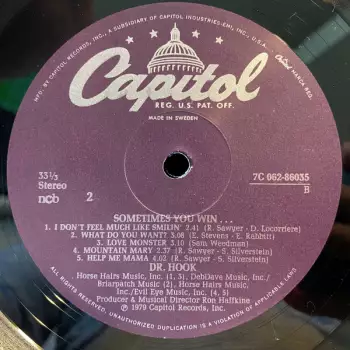 MFD. BY CAPITOL RECORDS, INC., A SUBSIDIARY OF CAPITOL INDUSTRIES-EMI, INC., U.S.A.
Capitol MARCA REG.
Capitol
REG. U.S. PAT. OFF.
MADE IN SWEDEN
33 1/3
Stereo
ncb
2
7C 062-86035
B
SOMETIMES YOU WIN . . .
1. I DON'T FEEL MUCH LIKE SMILIN' 2.41 (R. Sawyer - D. Locorriere)
2. WHAT DO YOU WANT? 3.08 (E. Stevens - E. Rabbitt)
3. LOVE MONSTER 3.10 (Sam Weedman)
4. MOUNTAIN MARY 2.37 (R. Sawyer - S. Silverstein)
5. HELP ME MAMA 4.02 (R. Sawyer - S. Silverstein)
DR. HOOK
Horse Hairs Music, Inc. (1, 3), DebDave Music, Inc./
Briarpatch Music (2), Horse Hairs Music,
Inc./Evil Eye Music, Inc. (4, 5)
Producer & Musical Director Ron Haffkine
℗ 1979 Capitol Records, Inc.
UNAUTHORIZED DUPLICATION IS A VIOLATION OF APPLICABLE LAWS